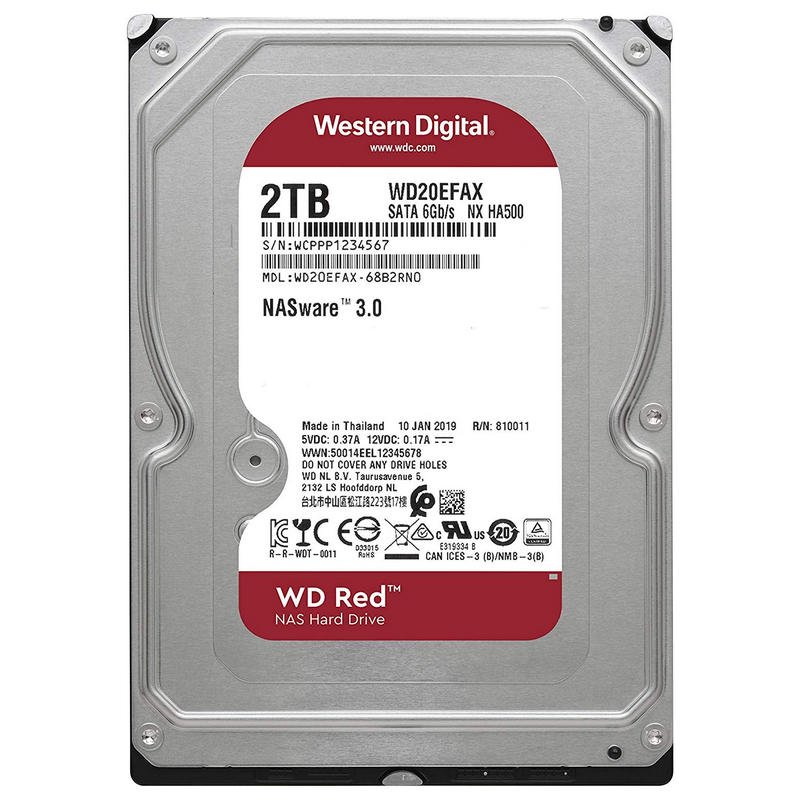 Western Digital®
www.wdc.com
2TB
WD20EFAX
SATA 6Gb/s NX HA500
S/N:WCPPP1234567
MDL:WD20EFAX-68B2RN0
NASware™ 3.0
Made in Thailand 10 JAN 2019 R/N: 810011
5VDC: 0.37A 12VDC: 0.17A
WWN:50014EEL12345678
DO NOT COVER ANY DRIVE HOLES
WD NL B.V. Taurusavenue 5,
2132 LS Hoofddorp NL
台北市中山區松江路223號17樓
R-R-WDT-0011
D33015
RoHS
c UL US
E319334 B
20
CAN ICES-3 (B)/NMB-3(B)
WD Red™
NAS Hard Drive